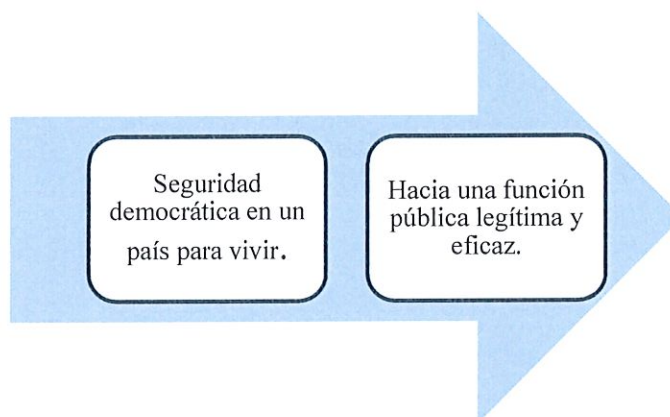 Seguridad
democrática en un
país para vivir.
Hacia una función
pública legítima y
eficaz.